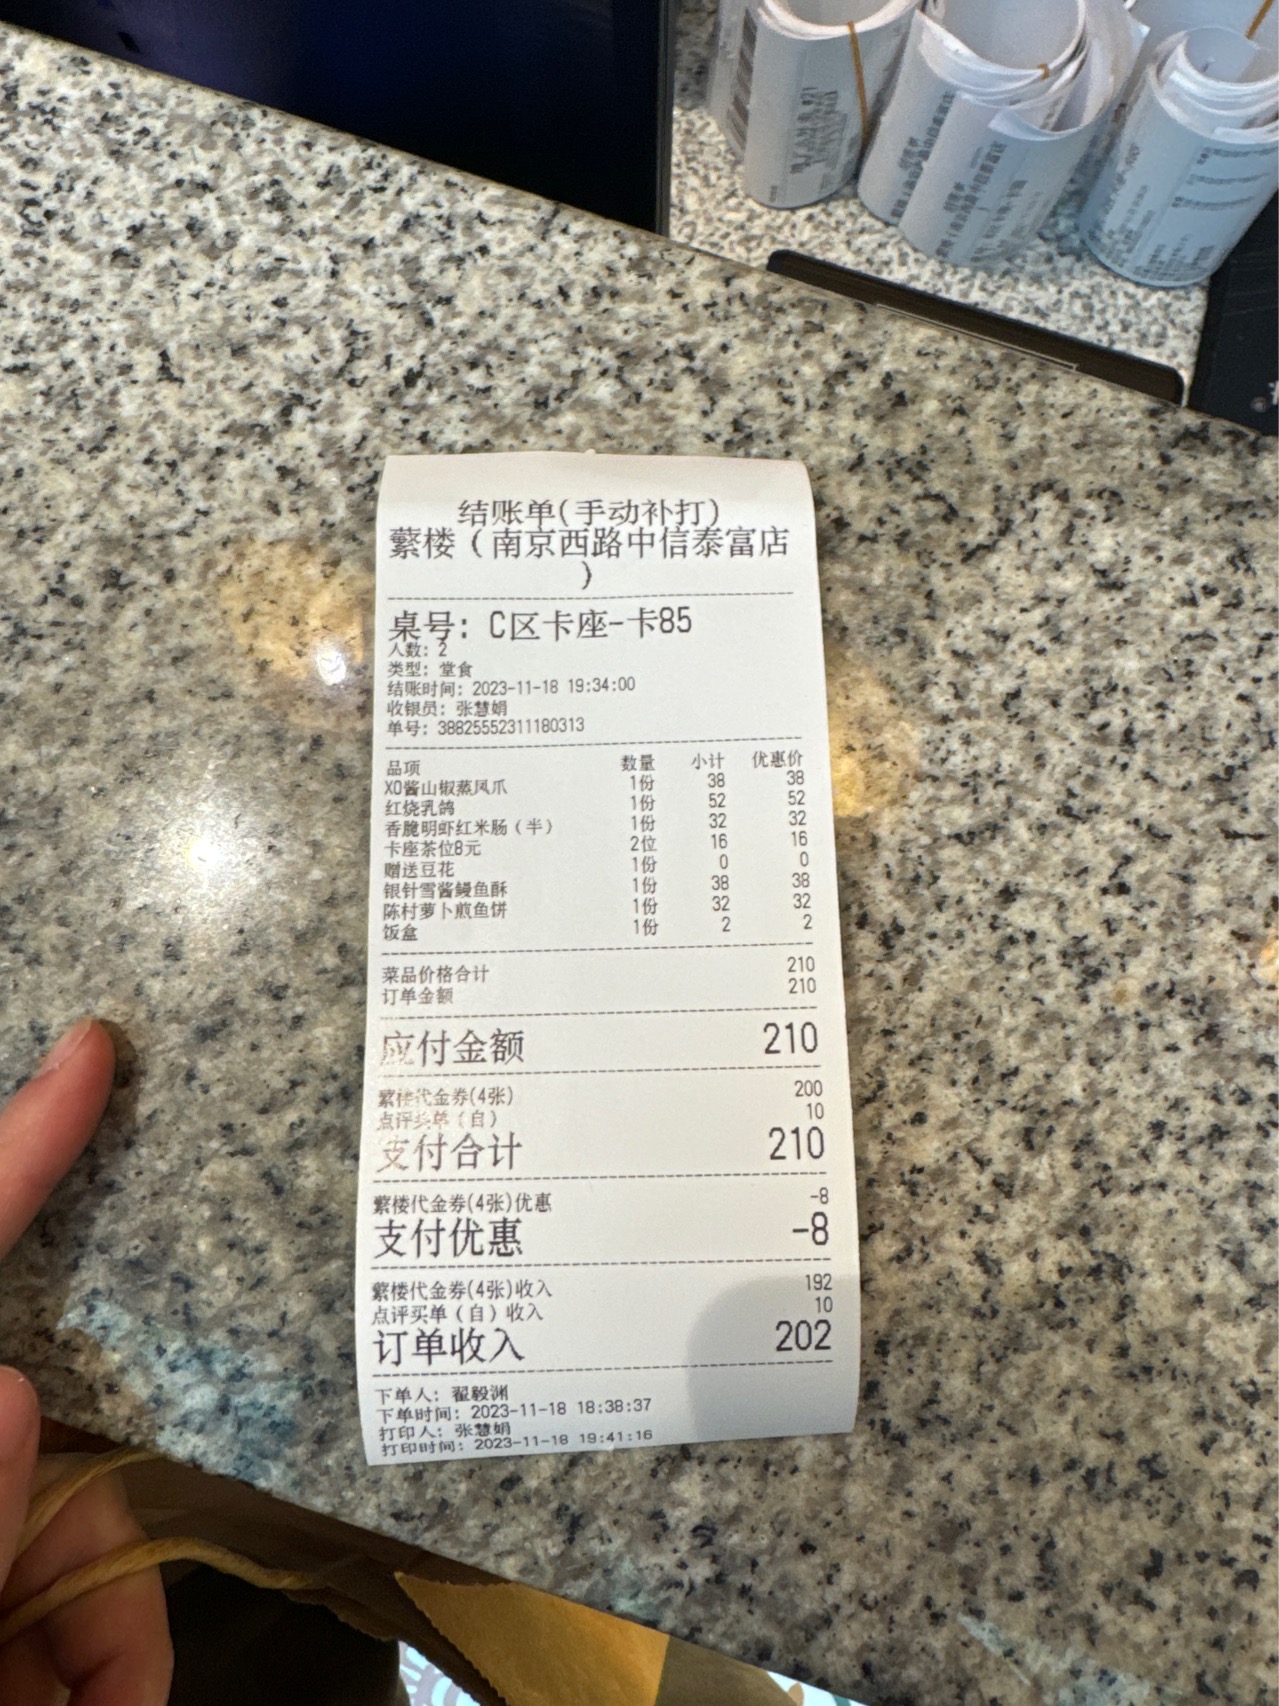 结账单(手动补打)
蘩楼（南京西路中信泰富店
）
桌号: C区卡座-卡85
人数: 2
类型: 堂食
结账时间: 2023-11-18 19:34:00
收银员: 张慧娟
单号: 38825552311180313
品项 数量 小计 优惠价
XO酱山椒蒸凤爪 1份 38 38
红烧乳鸽 1份 52 52
香脆明虾红米肠（半） 1份 32 32
卡座茶位8元 2位 16 16
赠送豆花 1份 0 0
银针雪酱鳗鱼酥 1份 38 38
陈村萝卜煎鱼饼 1份 32 32
饭盒 1份 2 2
菜品价格合计 210
订单金额 210
应付金额 210
蘩楼代金券(4张) 200
点评买单（自） 10
支付合计 210
蘩楼代金券(4张)优惠 -8
支付优惠 -8
蘩楼代金券(4张)收入 192
点评买单（自）收入 10
订单收入 202
下单人: 翟毅渊
下单时间: 2023-11-18 18:38:37
打印人: 张慧娟
打印时间: 2023-11-18 19:41:16